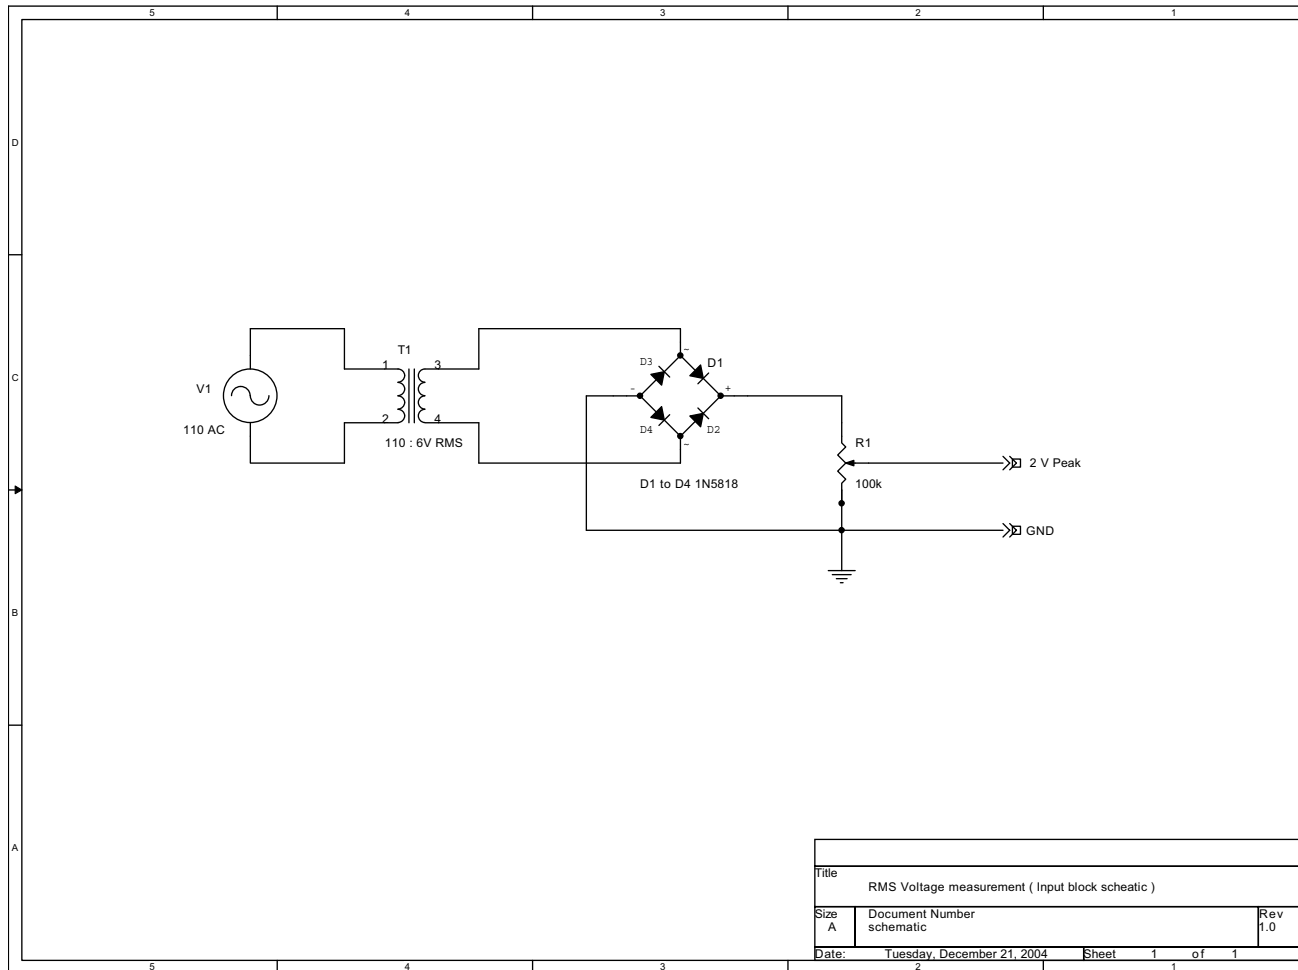 5 4 3 2 1
D
C
B
A
V1
110 AC
T1
1
2
3
4
110 : 6V RMS
D3
D1
D4
D2
~
-
+
~
D1 to D4 1N5818
R1
100k
2 V Peak
GND
Title
RMS Voltage measurement ( Input block scheatic )
Size
A
Document Number
schematic
Rev
1.0
Date: Tuesday, December 21, 2004 Sheet 1 of 1
5 4 3 2 1